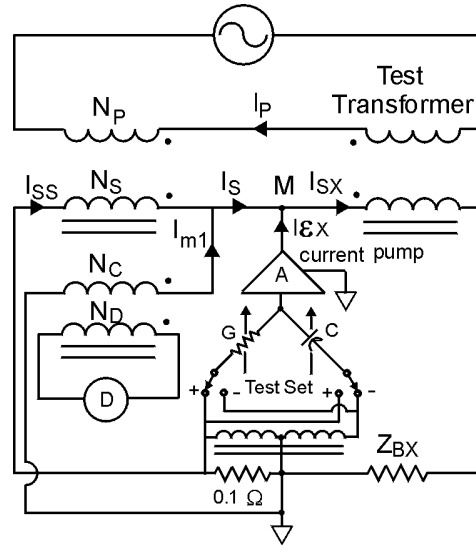 Test
Transformer
N_P
I_P
I_SS
N_S
I_S
M
I_SX
I_m1
IεX
current pump
N_C
A
N_D
G
C
D
+
-
Test Set
+
-
Z_BX
0.1 Ω